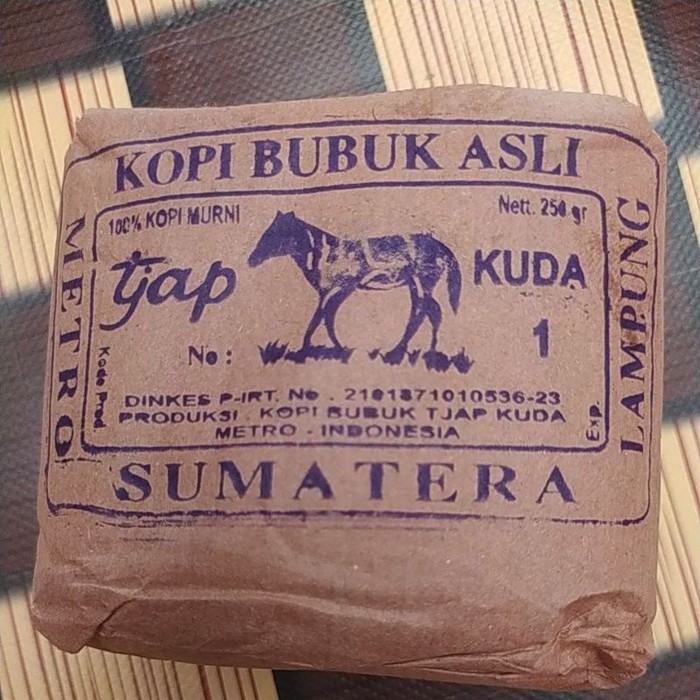 KOPI BUBUK ASLI
METRO
LAMPUNG
100% KOPI MURNI
Nett. 250 gr
Tjap
KUDA
No :
1
Kode Prod
Exp.
DINKES P-IRT. No . 2101871010536-23
PRODUKSI . KOPI BUBUK TJAP KUDA
METRO - INDONESIA
SUMATERA